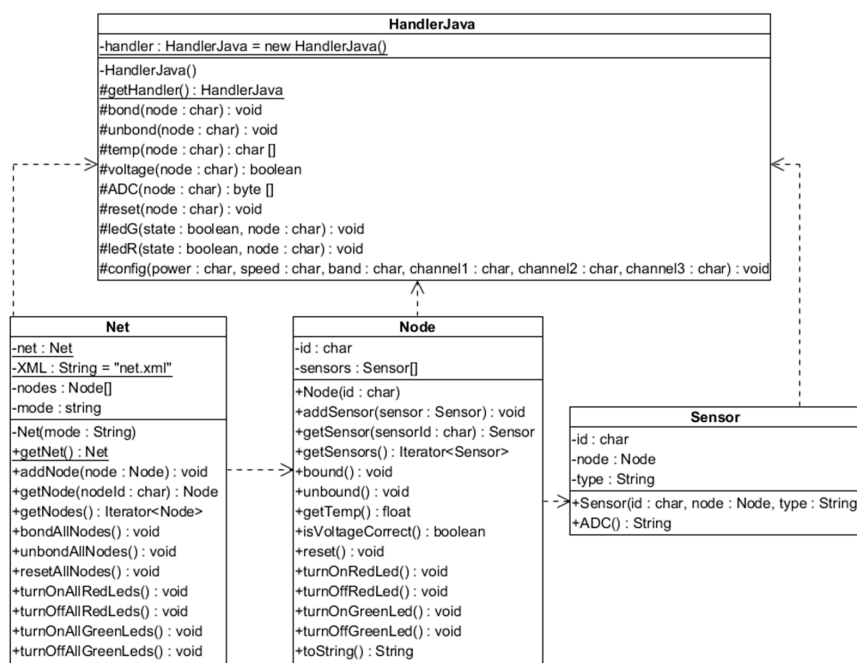 HandlerJava
-handler : HandlerJava = new HandlerJava()
-HandlerJava()
#getHandler() : HandlerJava
#bond(node : char) : void
#unbond(node : char) : void
#temp(node : char) : char []
#voltage(node : char) : boolean
#ADC(node : char) : byte []
#reset(node : char) : void
#ledG(state : boolean, node : char) : void
#ledR(state : boolean, node : char) : void
#config(power : char, speed : char, band : char, channel1 : char, channel2 : char, channel3 : char) : void
Net
-net : Net
-XML : String = "net.xml"
-nodes : Node[]
-mode : string
-Net(mode : String)
+getNet() : Net
+addNode(node : Node) : void
+getNode(nodeId : char) : Node
+getNodes() : Iterator<Node>
+bondAllNodes() : void
+unbondAllNodes() : void
+resetAllNodes() : void
+turnOnAllRedLeds() : void
+turnOffAllRedLeds() : void
+turnOnAllGreenLeds() : void
+turnOffAllGreenLeds() : void
Node
-id : char
-sensors : Sensor[]
+Node(id : char)
+addSensor(sensor : Sensor) : void
+getSensor(sensorId : char) : Sensor
+getSensors() : Iterator<Sensor>
+bound() : void
+unbound() : void
+getTemp() : float
+isVoltageCorrect() : boolean
+reset() : void
+turnOnRedLed() : void
+turnOffRedLed() : void
+turnOnGreenLed() : void
+turnOffGreenLed() : void
+toString() : String
Sensor
-id : char
-node : Node
-type : String
+Sensor(id : char, node : Node, type : String
+ADC() : String